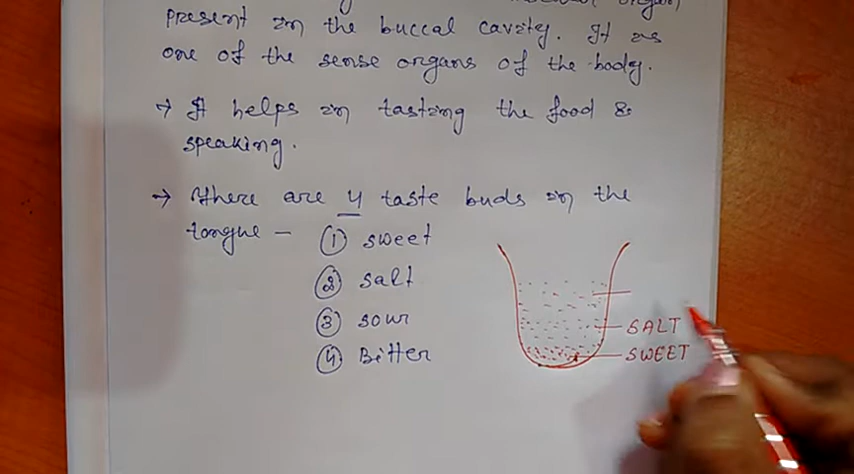 present in the buccal cavity. It is
one of the sense organs of the body.
→ It helps in tasting the food &
speaking.
→ There are 4 taste buds in the
tongue –
① sweet
② salt
③ sour
④ Bitter
SALT
SWEET